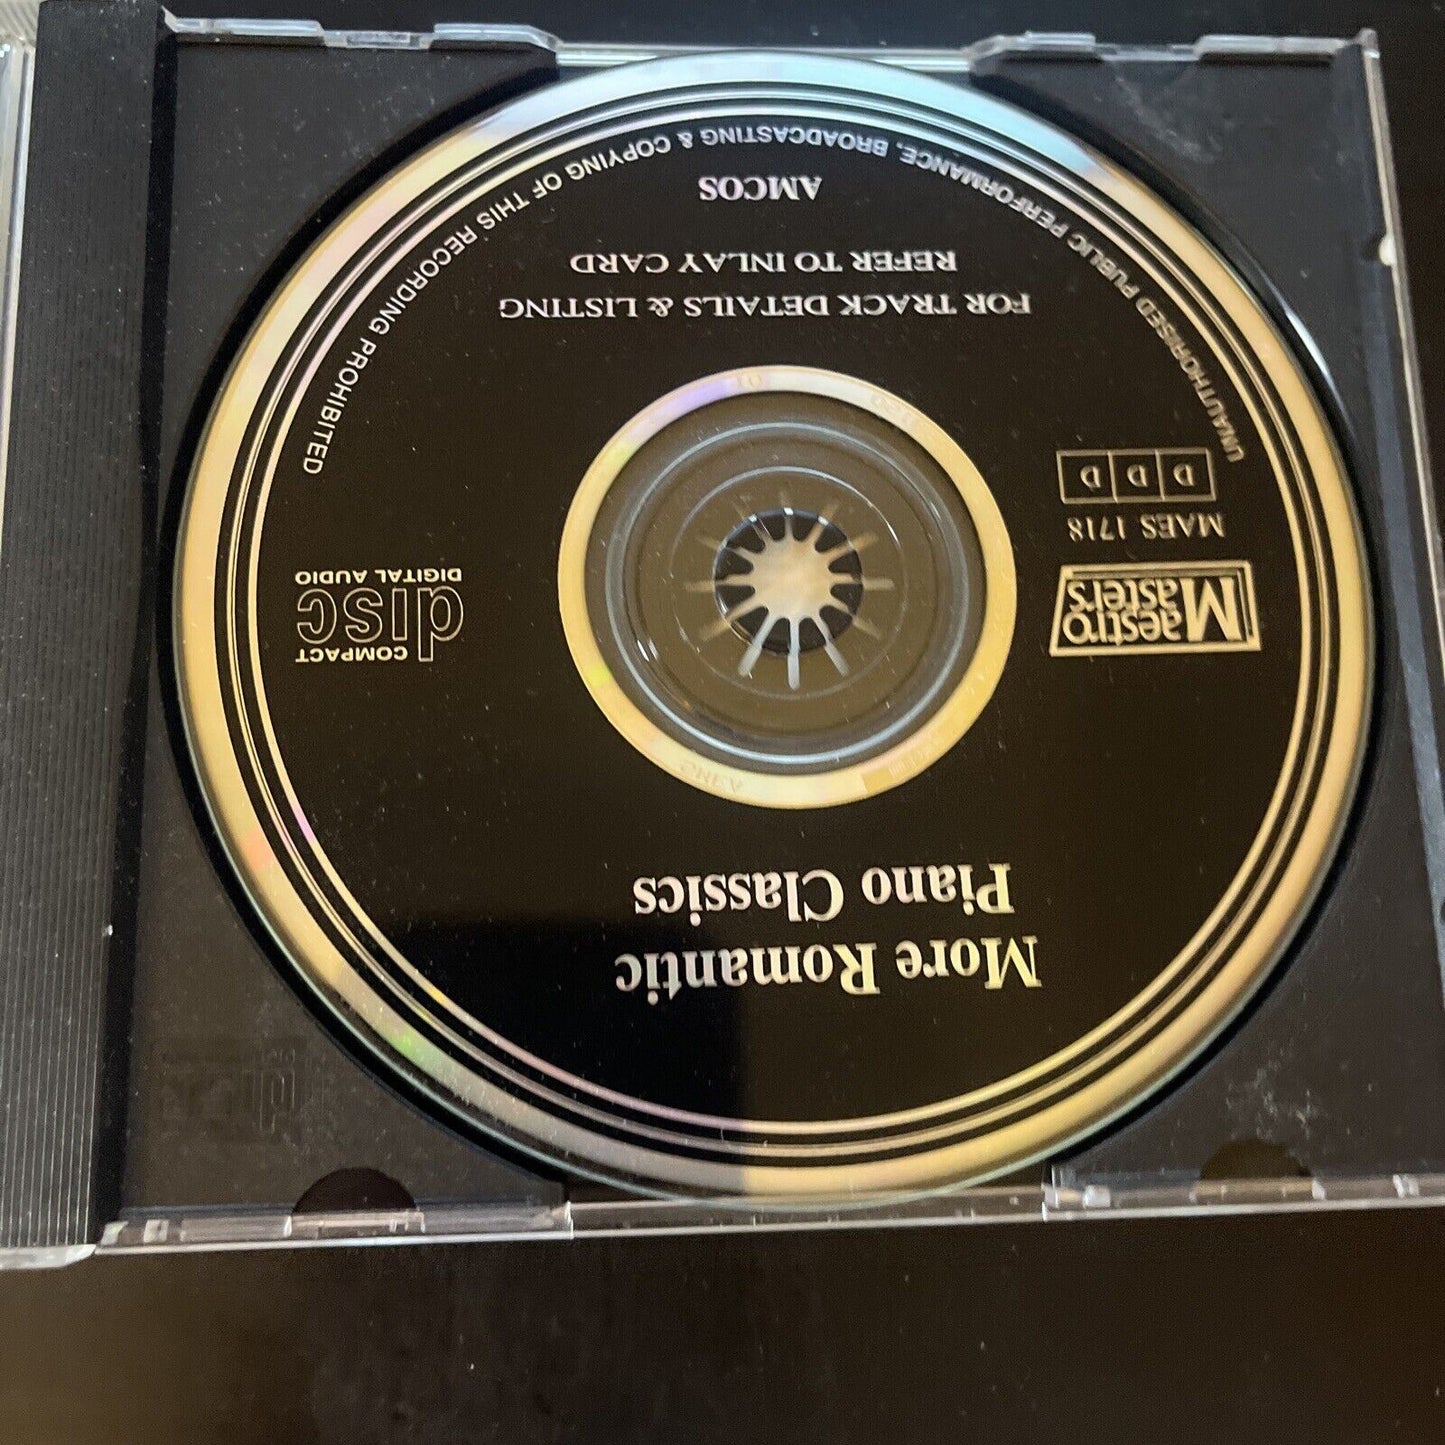 More Romantic
Piano Classics
Maestro
Masters
MAES 1718
D D D
COMPACT
disc
DIGITAL AUDIO
FOR TRACK DETAILS & LISTING
REFER TO INLAY CARD
AMCOS
UNAUTHORISED PUBLIC PERFORMANCE, BROADCASTING & COPYING OF THIS RECORDING PROHIBITED